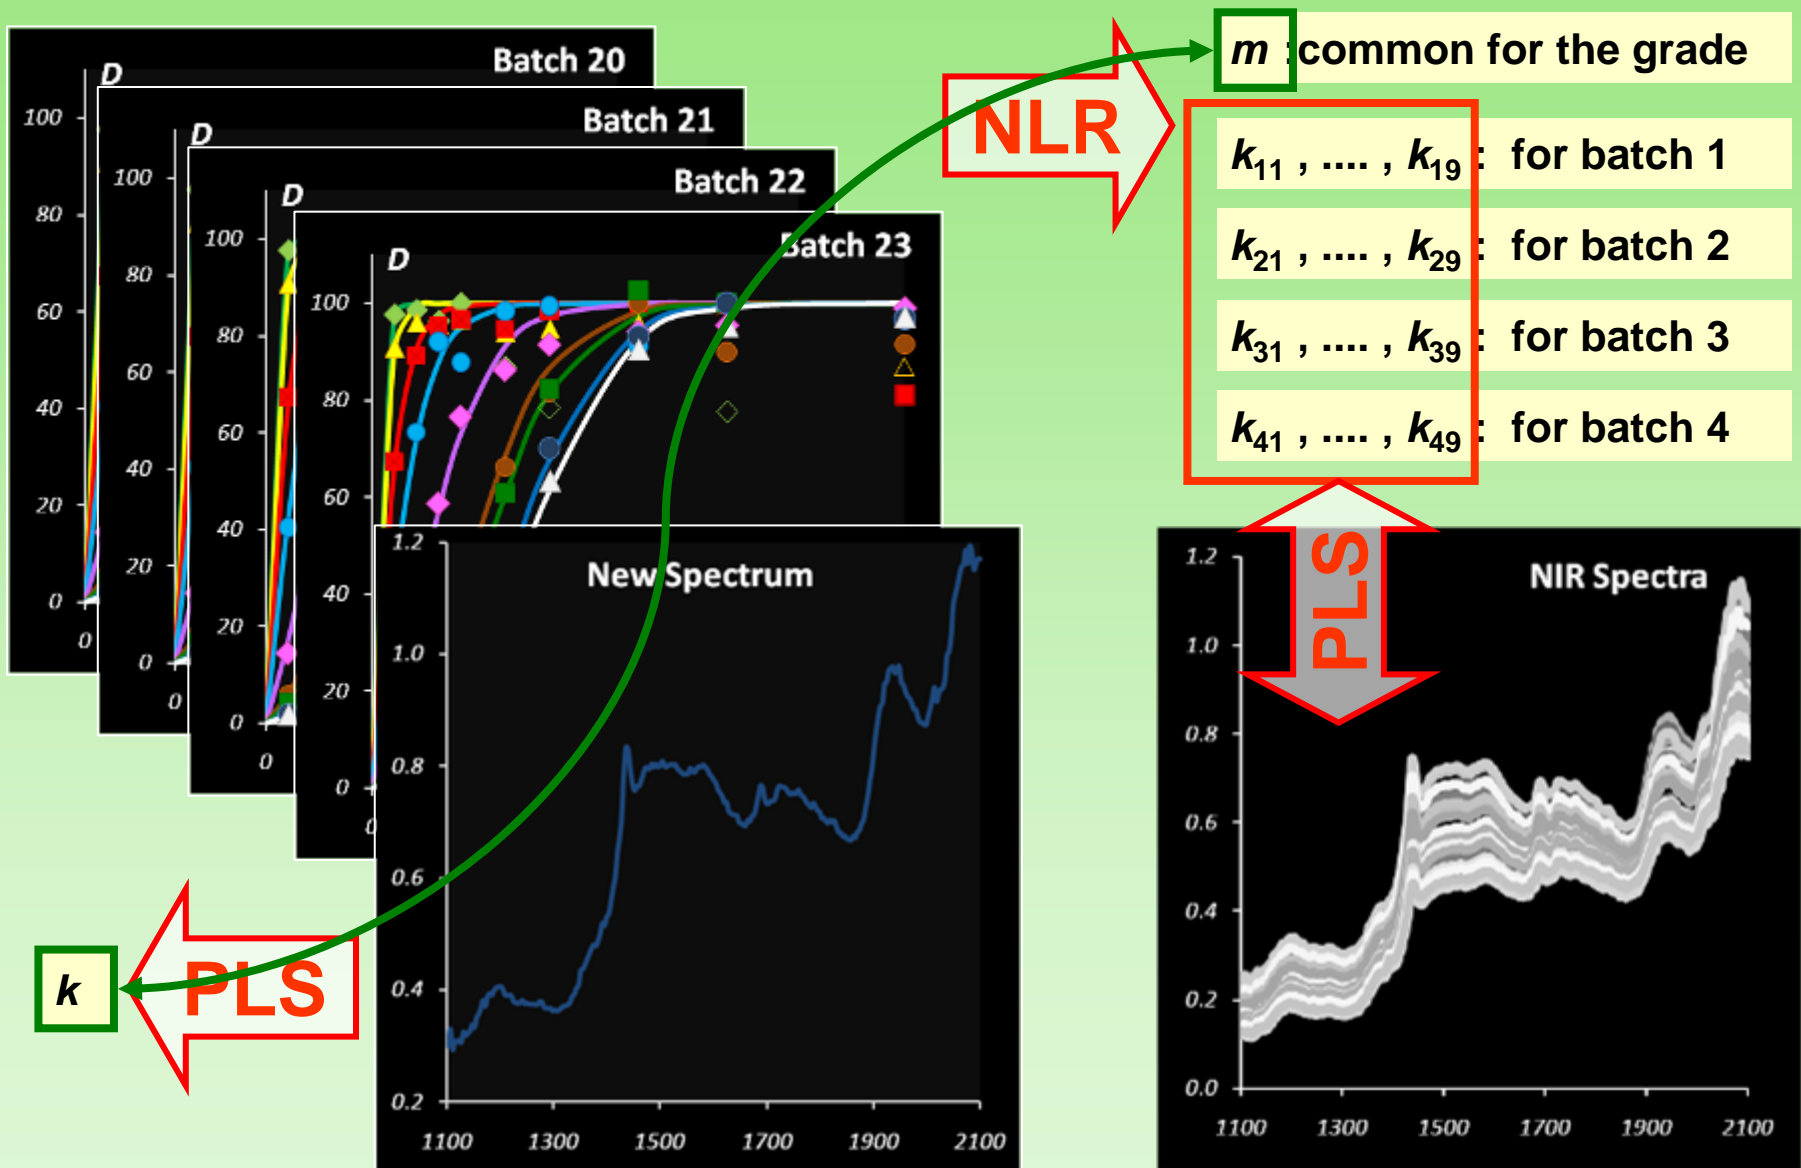 Batch 20
D
100
80
60
40
20
0
0
Batch 21
D
100
80
60
40
20
0
0
Batch 22
D
100
80
60
40
20
0
0
Batch 23
D
100
80
60
40
20
0
0
NLR
m :common for the grade
k11 , .... , k19 : for batch 1
k21 , .... , k29 : for batch 2
k31 , .... , k39 : for batch 3
k41 , .... , k49 : for batch 4
PLS
New Spectrum
1.2
1.0
0.8
0.6
0.4
0.2
1100 1300 1500 1700 1900 2100
NIR Spectra
1.2
1.0
0.8
0.6
0.4
0.2
0.0
1100 1300 1500 1700 1900 2100
k
PLS